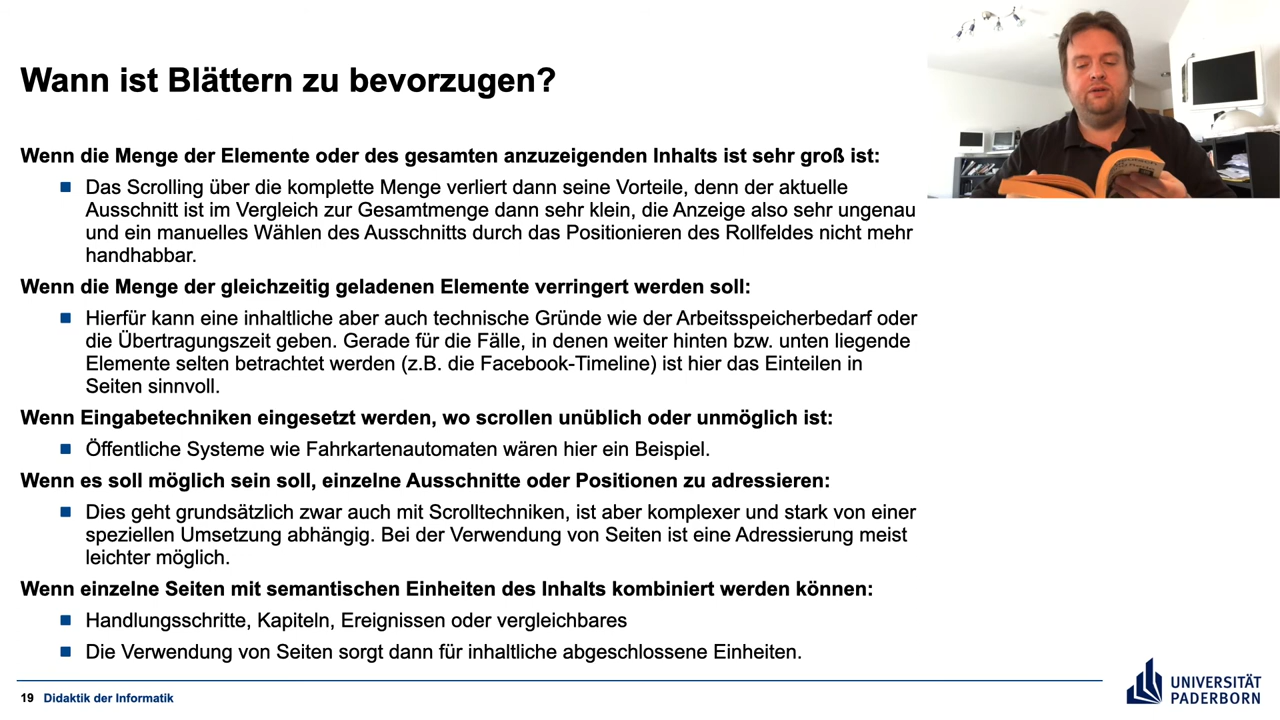 Wann ist Blättern zu bevorzugen?
Wenn die Menge der Elemente oder des gesamten anzuzeigenden Inhalts ist sehr groß ist:
Das Scrolling über die komplette Menge verliert dann seine Vorteile, denn der aktuelle
Ausschnitt ist im Vergleich zur Gesamtmenge dann sehr klein, die Anzeige also sehr ungenau
und ein manuelles Wählen des Ausschnitts durch das Positionieren des Rollfeldes nicht mehr
handhabbar.
Wenn die Menge der gleichzeitig geladenen Elemente verringert werden soll:
Hierfür kann eine inhaltliche aber auch technische Gründe wie der Arbeitsspeicherbedarf oder
die Übertragungszeit geben. Gerade für die Fälle, in denen weiter hinten bzw. unten liegende
Elemente selten betrachtet werden (z.B. die Facebook-Timeline) ist hier das Einteilen in
Seiten sinnvoll.
Wenn Eingabetechniken eingesetzt werden, wo scrollen unüblich oder unmöglich ist:
Öffentliche Systeme wie Fahrkartenautomaten wären hier ein Beispiel.
Wenn es soll möglich sein soll, einzelne Ausschnitte oder Positionen zu adressieren:
Dies geht grundsätzlich zwar auch mit Scrolltechniken, ist aber komplexer und stark von einer
speziellen Umsetzung abhängig. Bei der Verwendung von Seiten ist eine Adressierung meist
leichter möglich.
Wenn einzelne Seiten mit semantischen Einheiten des Inhalts kombiniert werden können:
Handlungsschritte, Kapiteln, Ereignissen oder vergleichbares
Die Verwendung von Seiten sorgt dann für inhaltliche abgeschlossene Einheiten.
19 Didaktik der Informatik
UNIVERSITÄT
PADERBORN